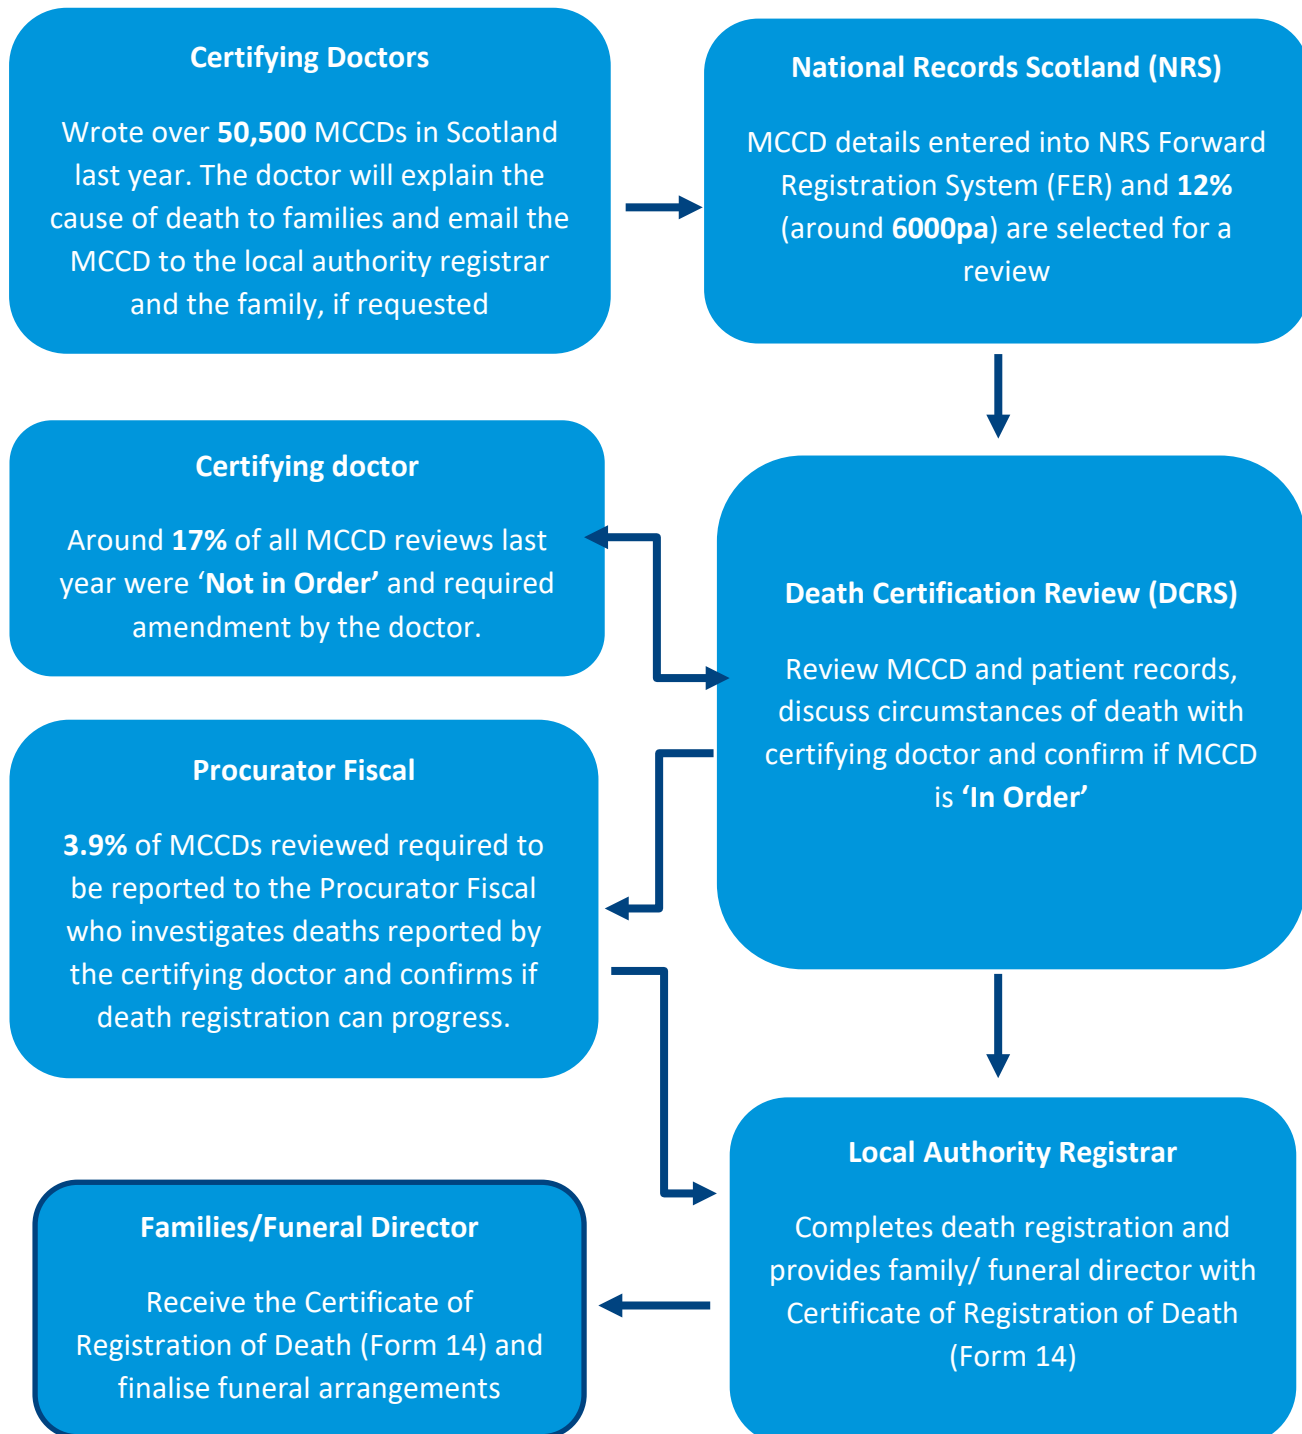 Certifying Doctors
Wrote over 50,500 MCCDs in Scotland
last year. The doctor will explain the
cause of death to families and email the
MCCD to the local authority registrar
and the family, if requested
National Records Scotland (NRS)
MCCD details entered into NRS Forward
Registration System (FER) and 12%
(around 6000pa) are selected for a
review
Certifying doctor
Around 17% of all MCCD reviews last
year were ‘Not in Order’ and required
amendment by the doctor.
Death Certification Review (DCRS)
Review MCCD and patient records,
discuss circumstances of death with
certifying doctor and confirm if MCCD
is ‘In Order’
Procurator Fiscal
3.9% of MCCDs reviewed required to
be reported to the Procurator Fiscal
who investigates deaths reported by
the certifying doctor and confirms if
death registration can progress.
Local Authority Registrar
Completes death registration and
provides family/ funeral director with
Certificate of Registration of Death
(Form 14)
Families/Funeral Director
Receive the Certificate of
Registration of Death (Form 14) and
finalise funeral arrangements